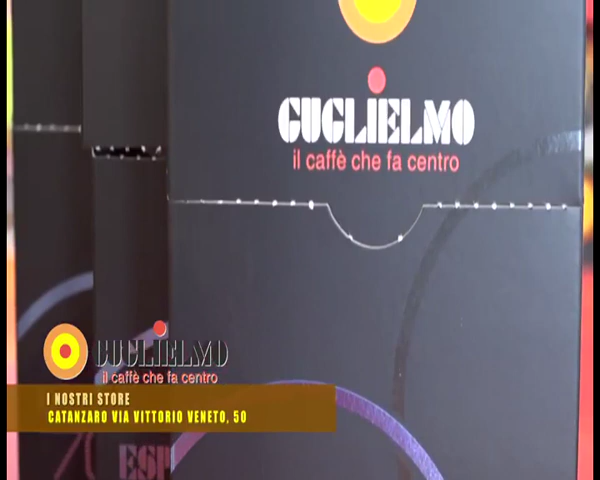 GUGLIELMO
il caffè che fa centro
GUGLIELMO
il caffè che fa centro
I NOSTRI STORE
CATANZARO VIA VITTORIO VENETO, 50
ESP